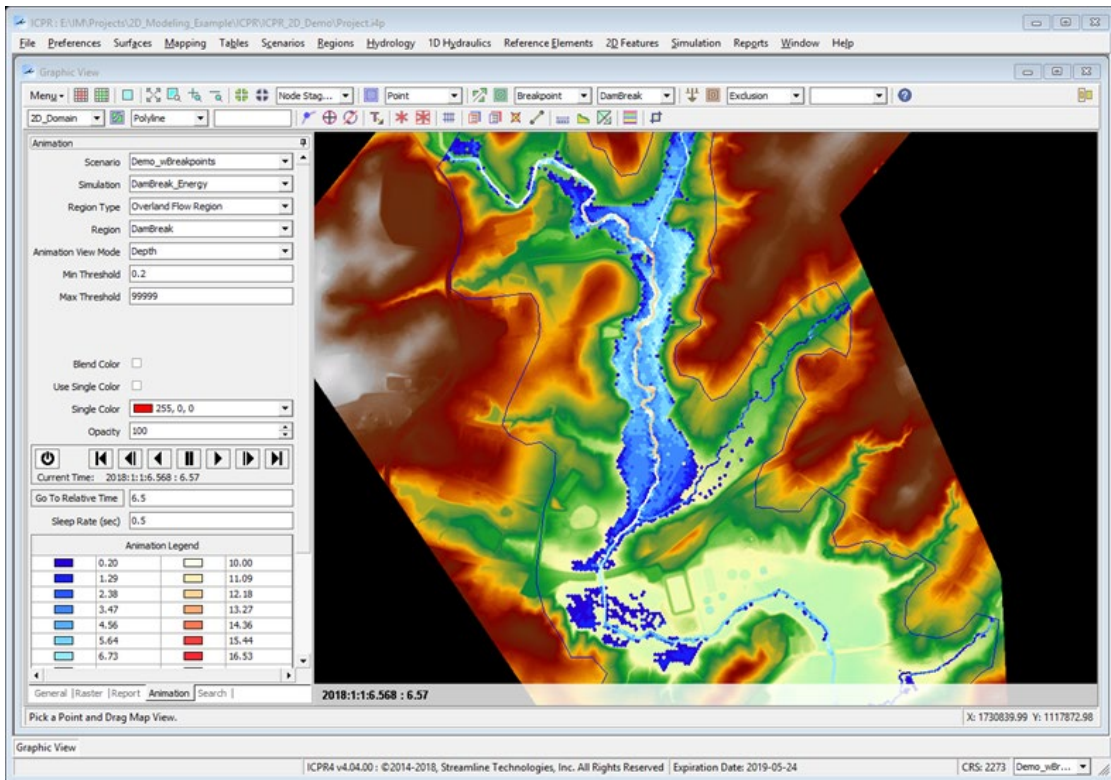 ICPR : E:\IM\Projects\2D_Modeling_Example\ICPR\ICPR_2D_Demo\Project.i4p
File Preferences Surfaces Mapping Tables Scenarios Regions Hydrology 1D Hydraulics Reference Elements 2D Features Simulation Reports Window Help
Graphic View
Menu Node Stag... Point Breakpoint DamBreak Exclusion
2D_Domain Polyline
Animation
Scenario Demo_wBreakpoints
Simulation DamBreak_Energy
Region Type Overland Flow Region
Region DamBreak
Animation View Mode Depth
Min Threshold 0.2
Max Threshold 99999
Blend Color
Use Single Color
Single Color 255, 0, 0
Opacity 100
Current Time: 2018:1:1:6.568 : 6.57
Go To Relative Time 6.5
Sleep Rate (sec) 0.5
Animation Legend
0.20 10.00
1.29 11.09
2.38 12.18
3.47 13.27
4.56 14.36
5.64 15.44
6.73 16.53
General Raster Report Animation Search
2018:1:1:6.568 : 6.57
Pick a Point and Drag Map View. X: 1730839.99 Y: 1117872.98
Graphic View
ICPR4 v4.04.00 : ©2014-2018, Streamline Technologies, Inc. All Rights Reserved Expiration Date: 2019-05-24 CRS: 2273 Demo_wBr...